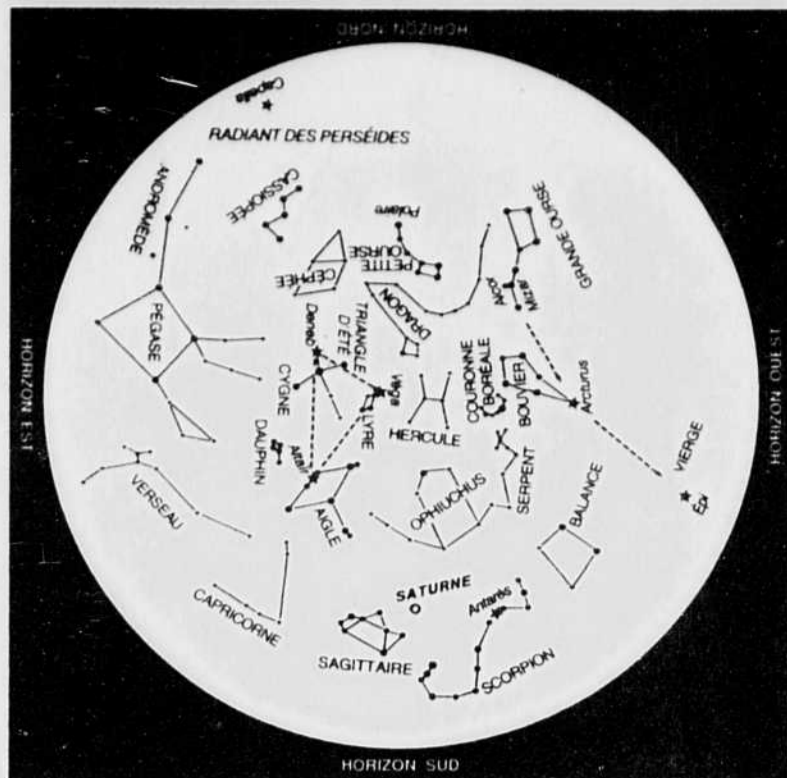 HORIZON NORD
Capella
RADIANT DES PERSÉIDES
ANDROMÈDE
CASSIOPÉE
Polaire
GRANDE OURSE
PETITE
OURSE
CÉPHÉE
Alcor
Mizar
DRAGON
PÉGASE
Deneb
TRIANGLE
D'ÉTÉ
HORIZON EST
HORIZON OUEST
CYGNE
Véga
LYRE
HERCULE
COURONNE
BORÉALE
BOUVIER
Arcturus
DAUPHIN
Altaïr
AIGLE
VERSEAU
OPHIUCHUS
SERPENT
BALANCE
VIERGE
Épi
CAPRICORNE
SATURNE
Antarès
SAGITTAIRE
SCORPION
HORIZON SUD